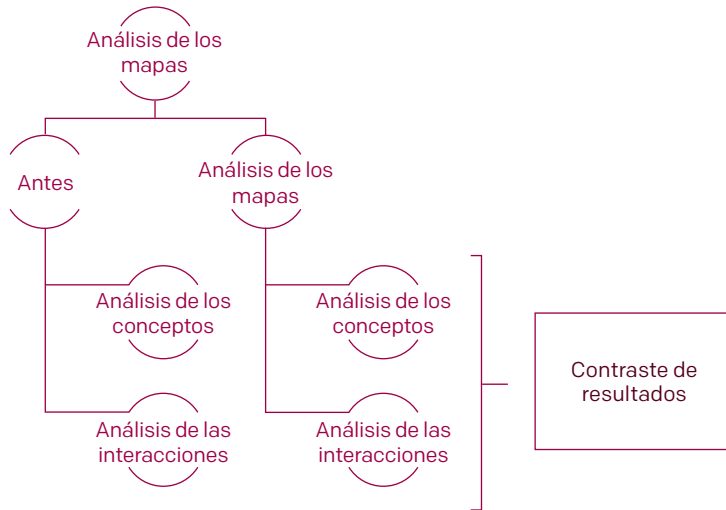 Análisis de los
mapas
Antes
Análisis de los
mapas
Análisis de los
conceptos
Análisis de los
conceptos
Contraste de
resultados
Análisis de las
interacciones
Análisis de las
interacciones